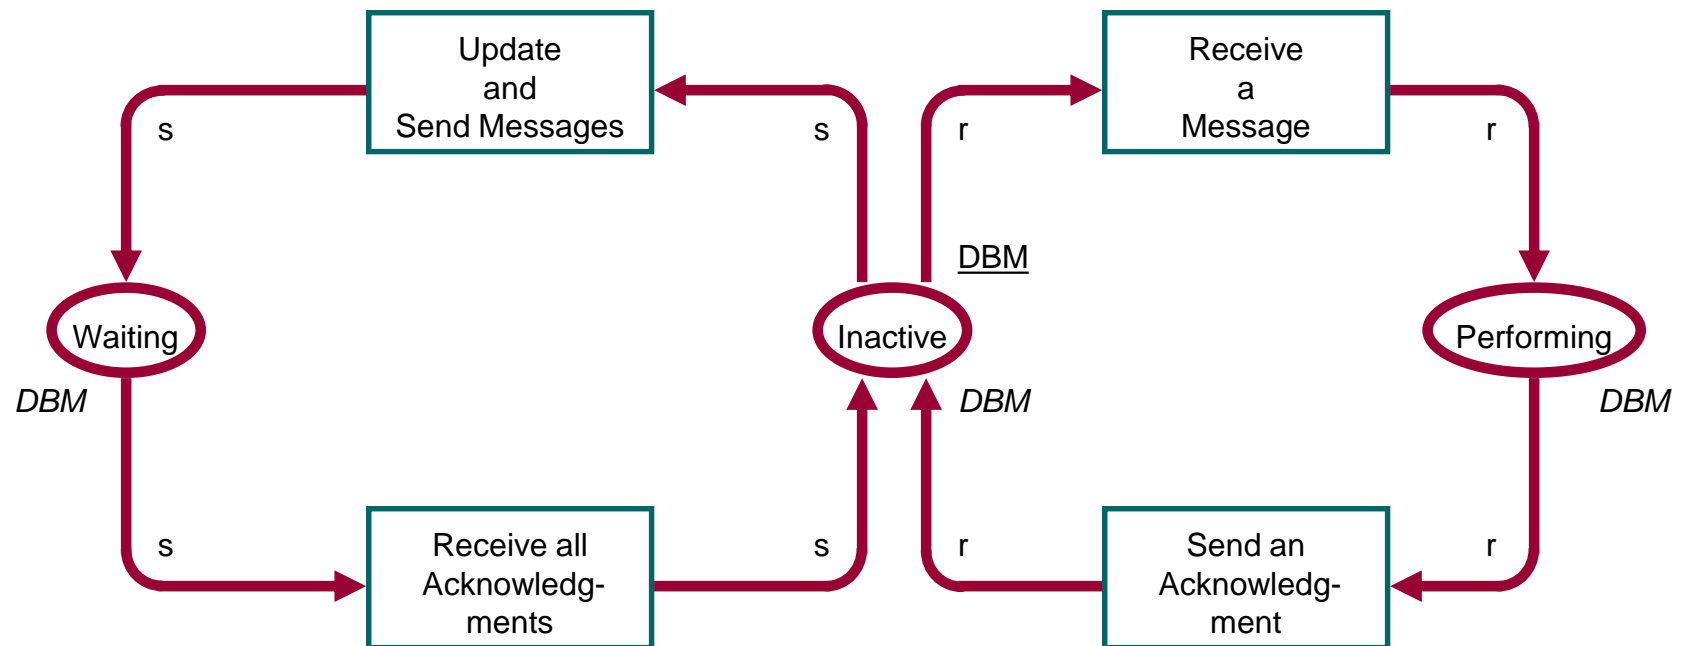 Update
and
Send Messages
Receive
a
Message
s
s
r
r
DBM
Waiting
Inactive
Performing
DBM
DBM
DBM
s
s
r
r
Receive all
Acknowledg-
ments
Send an
Acknowledg-
ment